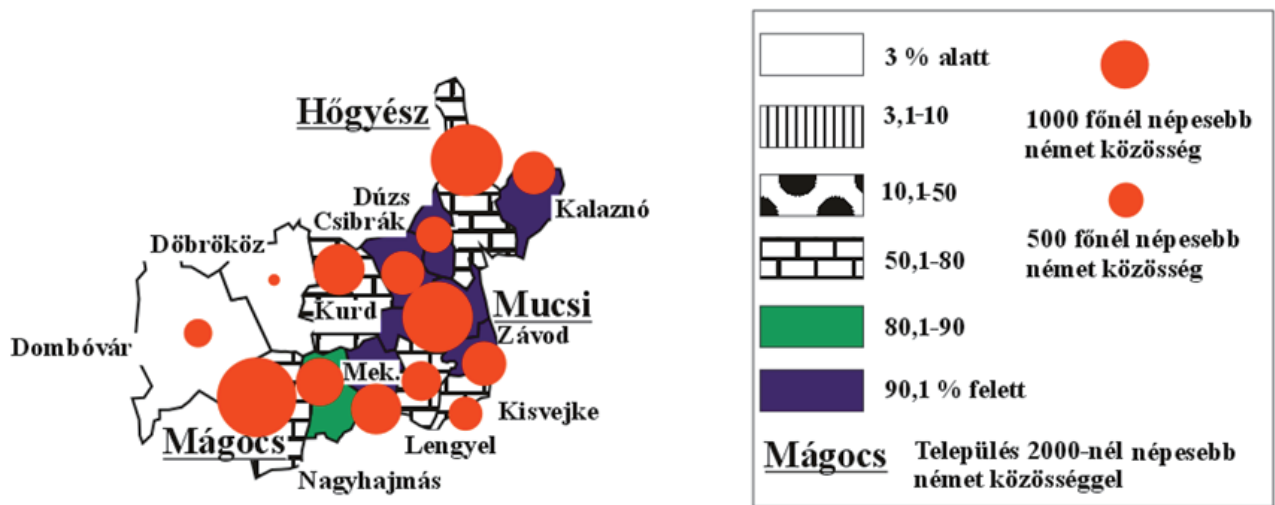 Hőgyész
Dúzs
Csibrák
Kalaznó
Döbrököz
Kurd
Mucsi
Závod
Dombóvár
Mek.
Kisvejke
Mágocs
Lengyel
Nagyhajmás
3 % alatt
3,1-10
10,1-50
50,1-80
80,1-90
90,1 % felett
1000 főnél népesebb
német közösség
500 főnél népesebb
német közösség
Mágocs Település 2000-nél népesebb
német közösséggel